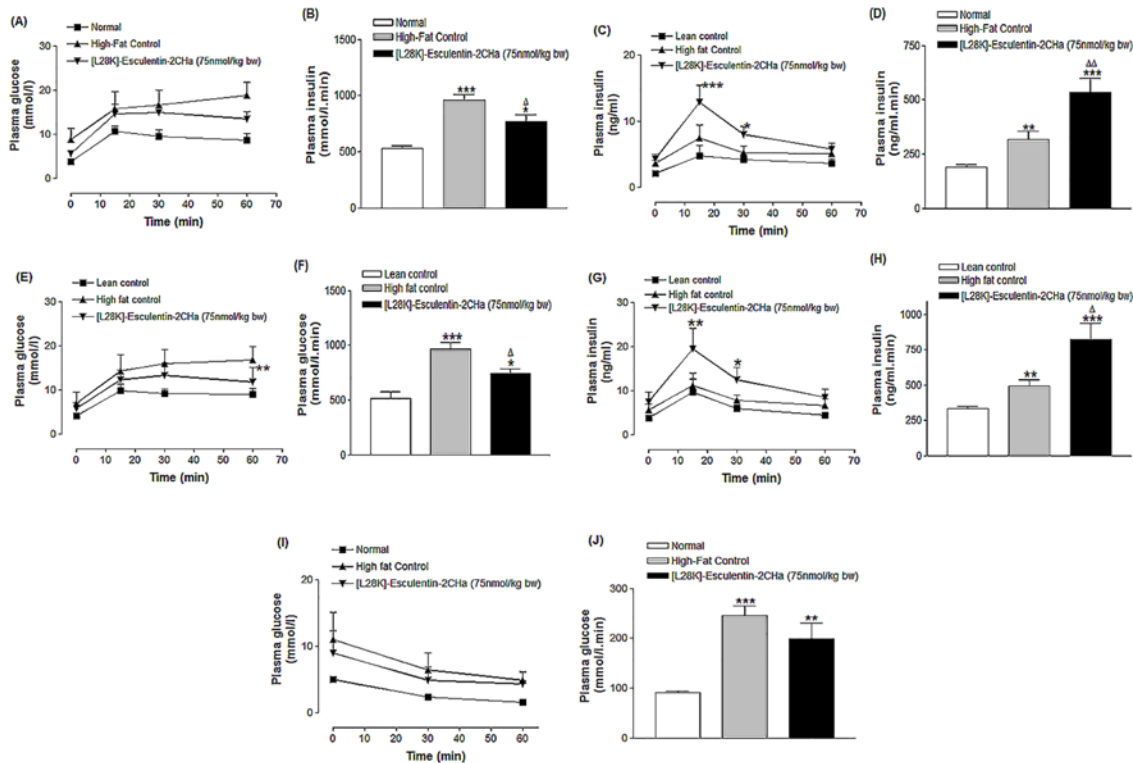 (A)
Normal
High-Fat Control
[L28K]-Esculentin-2CHa (75nmol/kg bw)
Plasma glucose
(mmol/l)
30
20
10
0
0 10 20 30 40 50 60 70
Time (min)
(B)
Normal
High-Fat Control
[L28K]-Esculentin-2CHa (75nmol/kg bw)
Plasma insulin
(mmol/l.min)
1500
1000
500
0
***
Δ
*
(C)
Lean control
High fat control
[L28K]-Esculentin-2CHa (75nmol/kg bw)
Plasma insulin
(ng/ml)
20
10
0
***
*
0 10 20 30 40 50 60 70
Time (min)
(D)
Normal
High-Fat Control
[L28K]-Esculentin-2CHa (75nmol/kg bw)
Plasma insulin
(ng/ml.min)
750
500
250
0
**
ΔΔ
***
(E)
Lean control
High fat control
[L28K]-Esculentin-2CHa (75nmol/kg bw)
Plasma glucose
(mmol/l)
30
20
10
0
**
0 10 20 30 40 50 60 70
Time (min)
(F)
Lean control
High fat control
[L28K]-Esculentin-2CHa (75nmol/kg bw)
Plasma glucose
(mmol/l.min)
1500
1000
500
0
***
Δ
*
(G)
Lean control
High fat control
[L28K]-Esculentin-2CHa (75nmol/kg bw)
Plasma insulin
(ng/ml)
30
20
10
0
**
*
0 10 20 30 40 50 60 70
Time (min)
(H)
Lean control
High fat control
[L28K]-Esculentin-2CHa (75nmol/kg bw)
Plasma insulin
(ng/ml.min)
1000
750
500
250
0
**
Δ
***
(I)
Normal
High fat Control
[L28K]-Esculentin-2CHa (75nmol/kg bw)
Plasma glucose
(mmol/l)
20
10
0
0 10 20 30 40 50 60
Time (min)
(J)
Normal
High-Fat Control
[L28K]-Esculentin-2CHa (75nmol/kg bw)
Plasma glucose
(mmol/l.min)
300
200
100
0
***
**